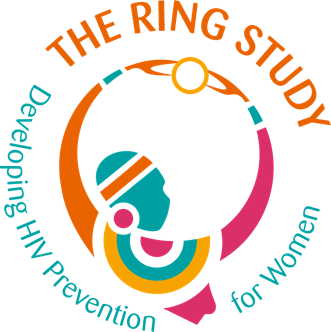 THE RING STUDY
Developing HIV Prevention
for Women